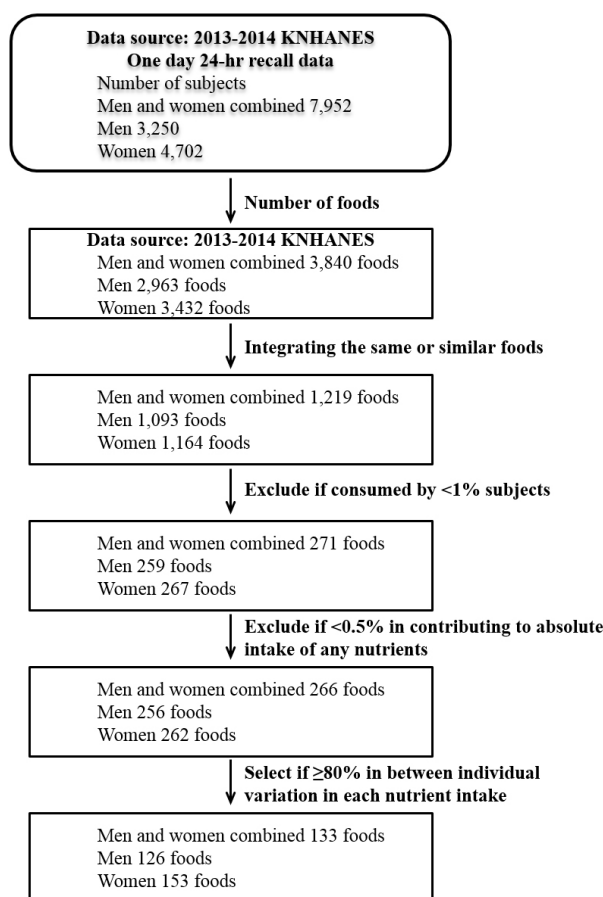 Data source: 2013-2014 KNHANES
One day 24-hr recall data
Number of subjects
Men and women combined 7,952
Men 3,250
Women 4,702
Number of foods
Data source: 2013-2014 KNHANES
Men and women combined 3,840 foods
Men 2,963 foods
Women 3,432 foods
Integrating the same or similar foods
Men and women combined 1,219 foods
Men 1,093 foods
Women 1,164 foods
Exclude if consumed by <1% subjects
Men and women combined 271 foods
Men 259 foods
Women 267 foods
Exclude if <0.5% in contributing to absolute
intake of any nutrients
Men and women combined 266 foods
Men 256 foods
Women 262 foods
Select if ≥80% in between individual
variation in each nutrient intake
Men and women combined 133 foods
Men 126 foods
Women 153 foods